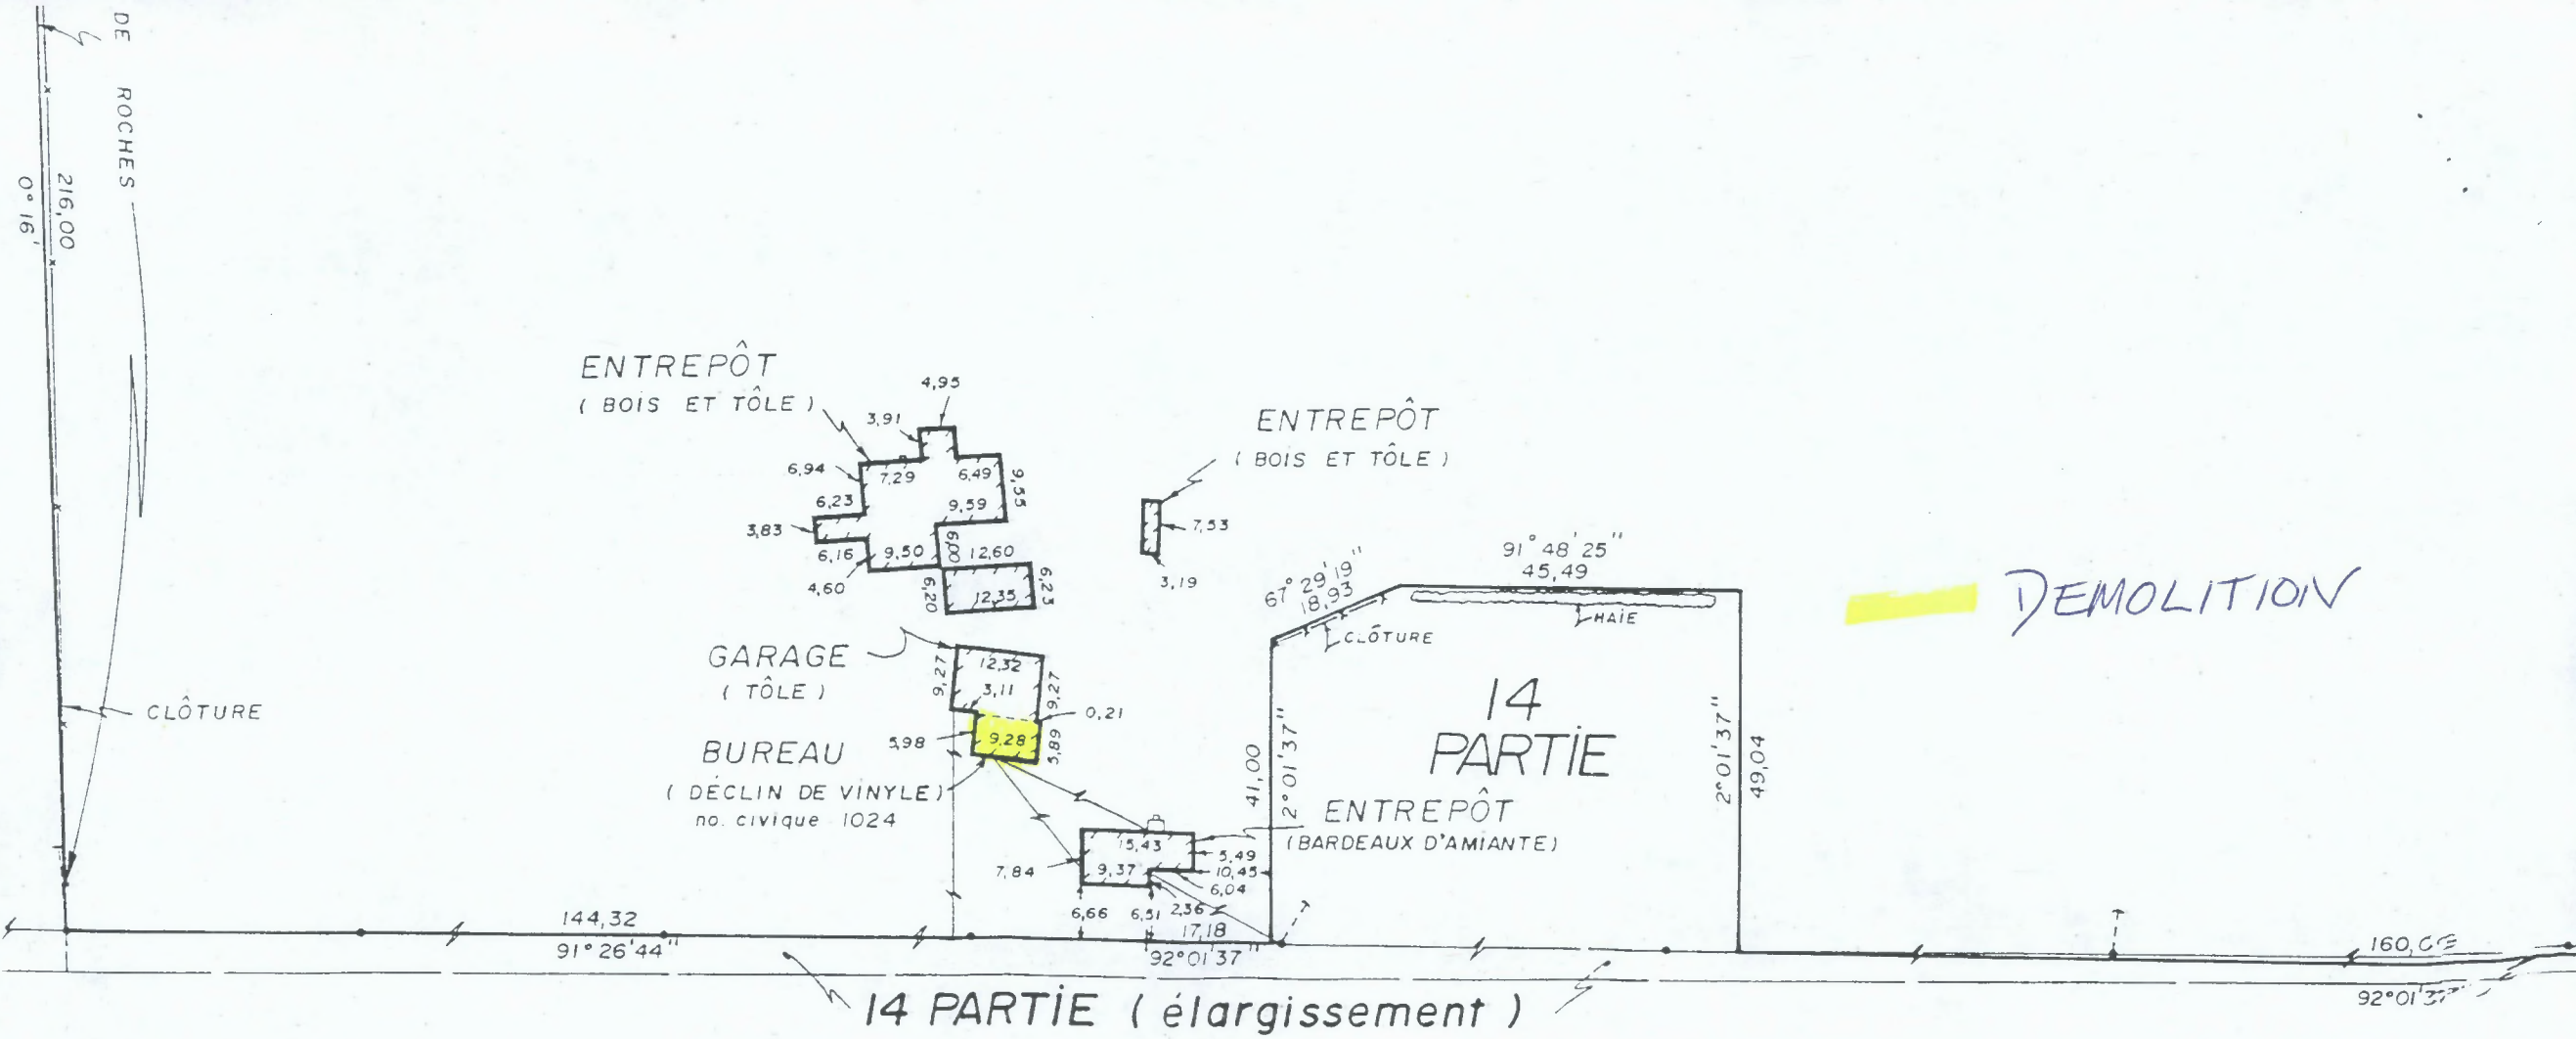 DE ROCHES
216,00
0° 16'
ENTREPÔT
( BOIS ET TÔLE )
4,95
3,91
6,94
7,29
6,49
9,55
6,23
9,59
3,83
6,16
9,50
6,00
12,60
4,60
6,20
12,35
6,23
ENTREPÔT
( BOIS ET TÔLE )
7,53
3,19
67° 29' 19"
18,93
91° 48' 25"
45,49
HAIE
CLÔTURE
DEMOLITION
GARAGE
( TÔLE )
9,27
12,32
3,11
9,27
0,21
CLÔTURE
5,98
9,28
5,89
BUREAU
( DÉCLIN DE VINYLE )
no. civique 1024
14
PARTIE
41,00
2° 01' 37"
2° 01' 37"
49,04
ENTREPÔT
(BARDEAUX D'AMIANTE)
15,43
5,49
7,84
9,37
10,45
6,04
6,66
6,51
2,36
17,18
144,32
91° 26' 44"
92° 01' 37"
92° 01' 37"
14 PARTIE ( élargissement )